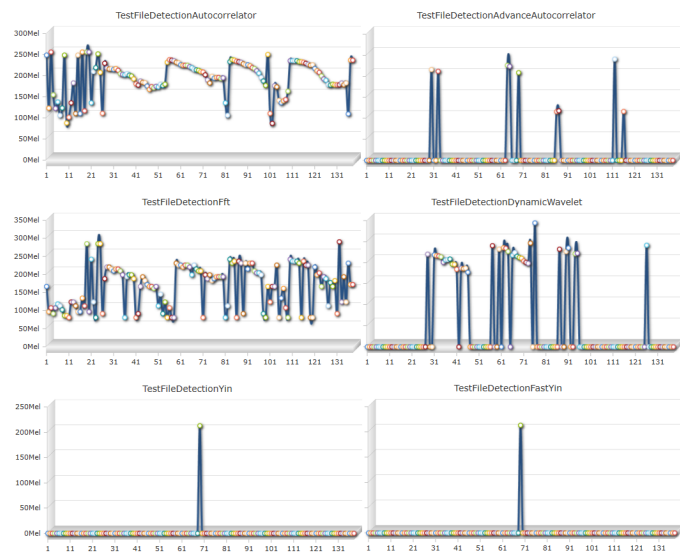 TestFileDetectionAutocorrelator
300Mel
250Mel
200Mel
150Mel
100Mel
50Mel
0Mel
1 11 21 31 41 51 61 71 81 91 101 111 121 131
TestFileDetectionAdvanceAutocorrelator
1 11 21 31 41 51 61 71 81 91 101 111 121 131
TestFileDetectionFft
350Mel
300Mel
250Mel
200Mel
150Mel
100Mel
50Mel
0Mel
1 11 21 31 41 51 61 71 81 91 101 111 121 131
TestFileDetectionDynamicWavelet
1 11 21 31 41 51 61 71 81 91 101 111 121 131
TestFileDetectionYin
250Mel
200Mel
150Mel
100Mel
50Mel
0Mel
1 11 21 31 41 51 61 71 81 91 101 111 121 131
TestFileDetectionFastYin
1 11 21 31 41 51 61 71 81 91 101 111 121 131